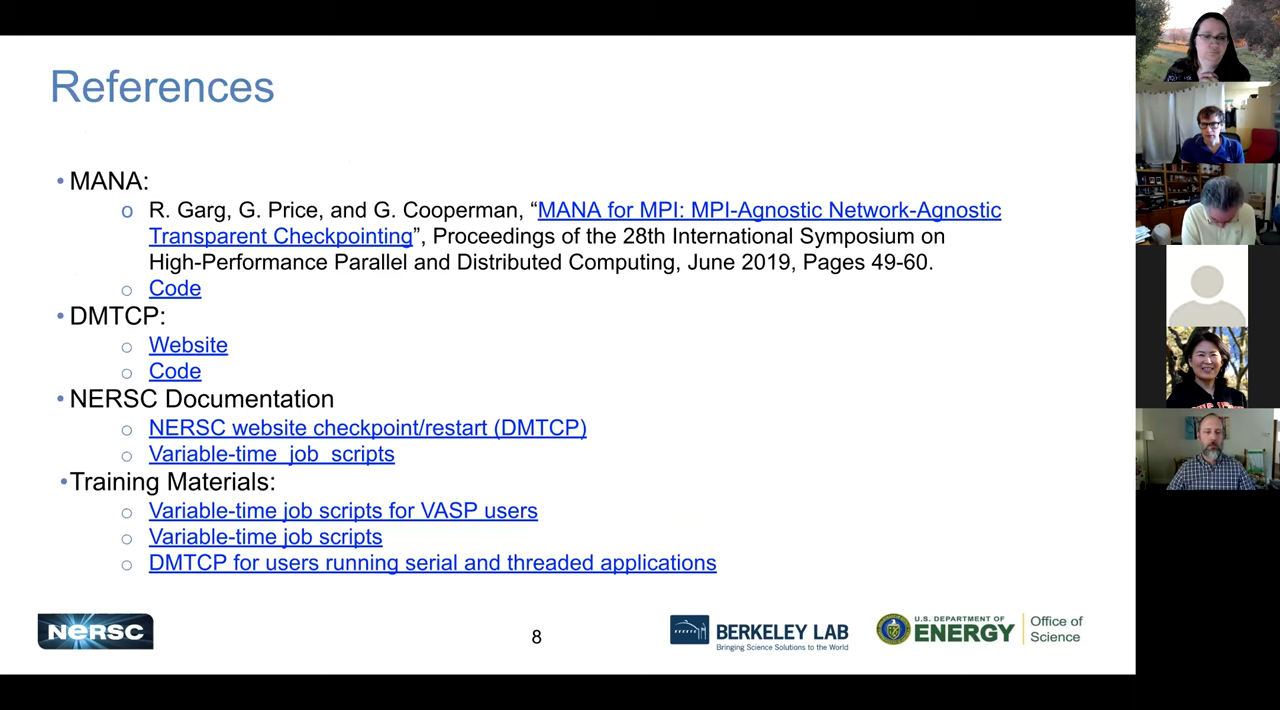 References
• MANA:
o R. Garg, G. Price, and G. Cooperman, “MANA for MPI: MPI-Agnostic Network-Agnostic
Transparent Checkpointing”, Proceedings of the 28th International Symposium on
High-Performance Parallel and Distributed Computing, June 2019, Pages 49-60.
○ Code
• DMTCP:
○ Website
○ Code
• NERSC Documentation
○ NERSC website checkpoint/restart (DMTCP)
○ Variable-time job scripts
• Training Materials:
○ Variable-time job scripts for VASP users
○ Variable-time job scripts
○ DMTCP for users running serial and threaded applications
NERSC
8
BERKELEY LAB
Bringing Science Solutions to the World
U.S. DEPARTMENT OF
ENERGY
Office of
Science